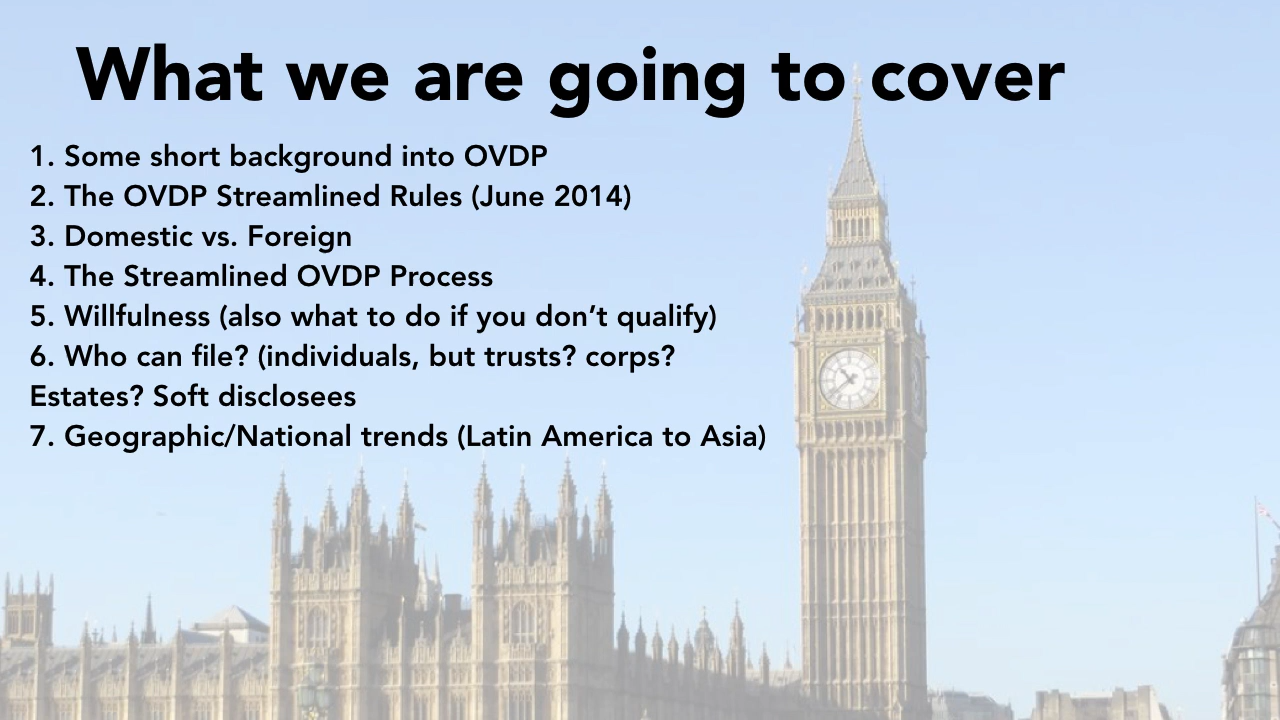 What we are going to cover
1. Some short background into OVDP
2. The OVDP Streamlined Rules (June 2014)
3. Domestic vs. Foreign
4. The Streamlined OVDP Process
5. Willfulness (also what to do if you don’t qualify)
6. Who can file? (individuals, but trusts? corps?
Estates? Soft disclosees
7. Geographic/National trends (Latin America to Asia)